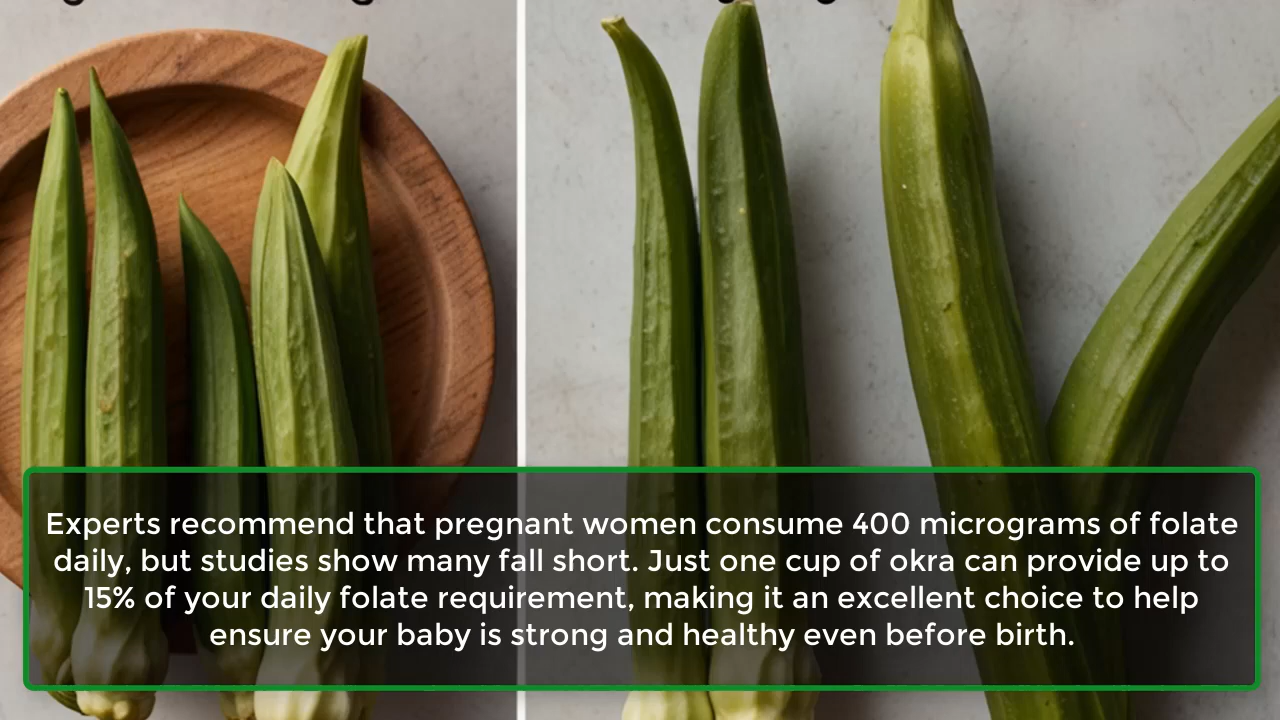 Experts recommend that pregnant women consume 400 micrograms of folate
daily, but studies show many fall short. Just one cup of okra can provide up to
15% of your daily folate requirement, making it an excellent choice to help
ensure your baby is strong and healthy even before birth.